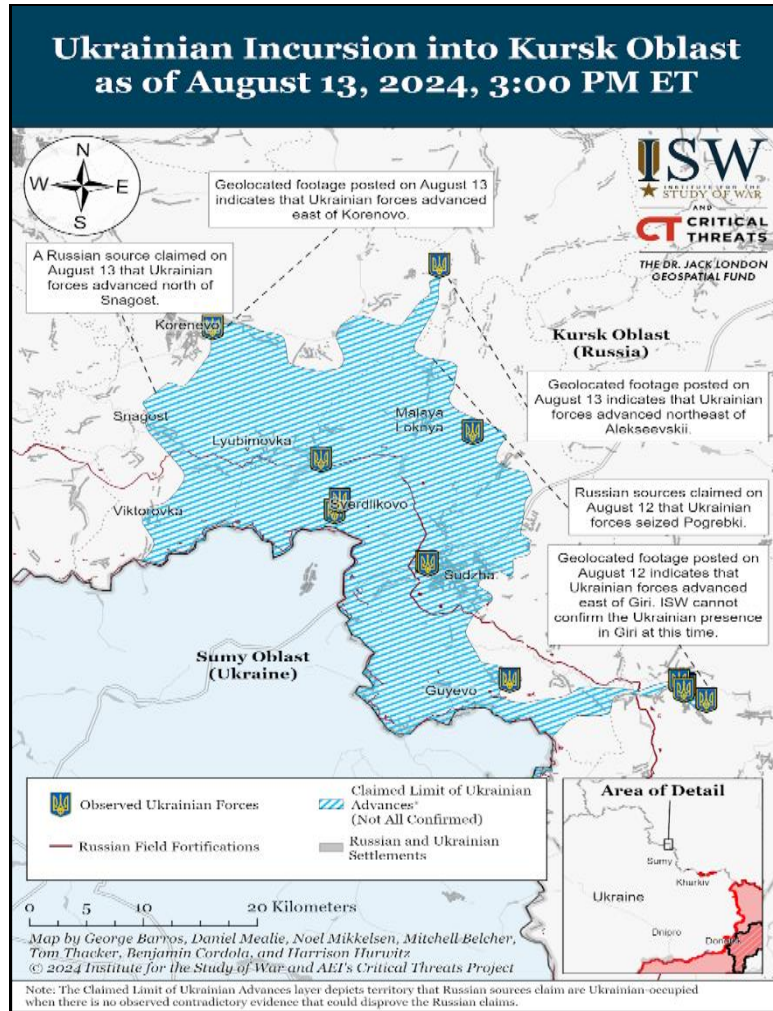 Ukrainian Incursion into Kursk Oblast
as of August 13, 2024, 3:00 PM ET
N
W
E
S
Geolocated footage posted on August 13
indicates that Ukrainian forces advanced
east of Korenovo.
ISW
INSTITUTE FOR THE
STUDY OF WAR
AND
CT CRITICAL
THREATS
THE DR. JACK LONDON
GEOSPATIAL FUND
A Russian source claimed on
August 13 that Ukrainian
forces advanced north of
Snagost.
Korenevo
Kursk Oblast
(Russia)
Geolocated footage posted on
August 13 indicates that Ukrainian
forces advanced northeast of
Alekseevskii.
Snagost
Malaya
Loknya
Lyubimovka
Viktorovka
Sverdlikovo
Russian sources claimed on
August 12 that Ukrainian
forces seized Pogrebki.
Geolocated footage posted on
August 12 indicates that
Ukrainian forces advanced
east of Giri. ISW cannot
confirm the Ukrainian presence
in Giri at this time.
Sudzha
Sumy Oblast
(Ukraine)
Guyevo
Observed Ukrainian Forces
Russian Field Fortifications
Claimed Limit of Ukrainian
Advances*
(Not All Confirmed)
Russian and Ukrainian
Settlements
Area of Detail
Sumy
Kharkiv
Ukraine
Dnipro
0 5 10 20 Kilometers
Map by George Barros, Daniel Mealie, Noel Mikkelsen, Mitchell Belcher,
Tom Thacker, Benjamin Cordola, and Harrison Hurwitz
© 2024 Institute for the Study of War and AEI's Critical Threats Project
Note: The Claimed Limit of Ukrainian Advances layer depicts territory that Russian sources claim are Ukrainian-occupied
when there is no observed contradictory evidence that could disprove the Russian claims.